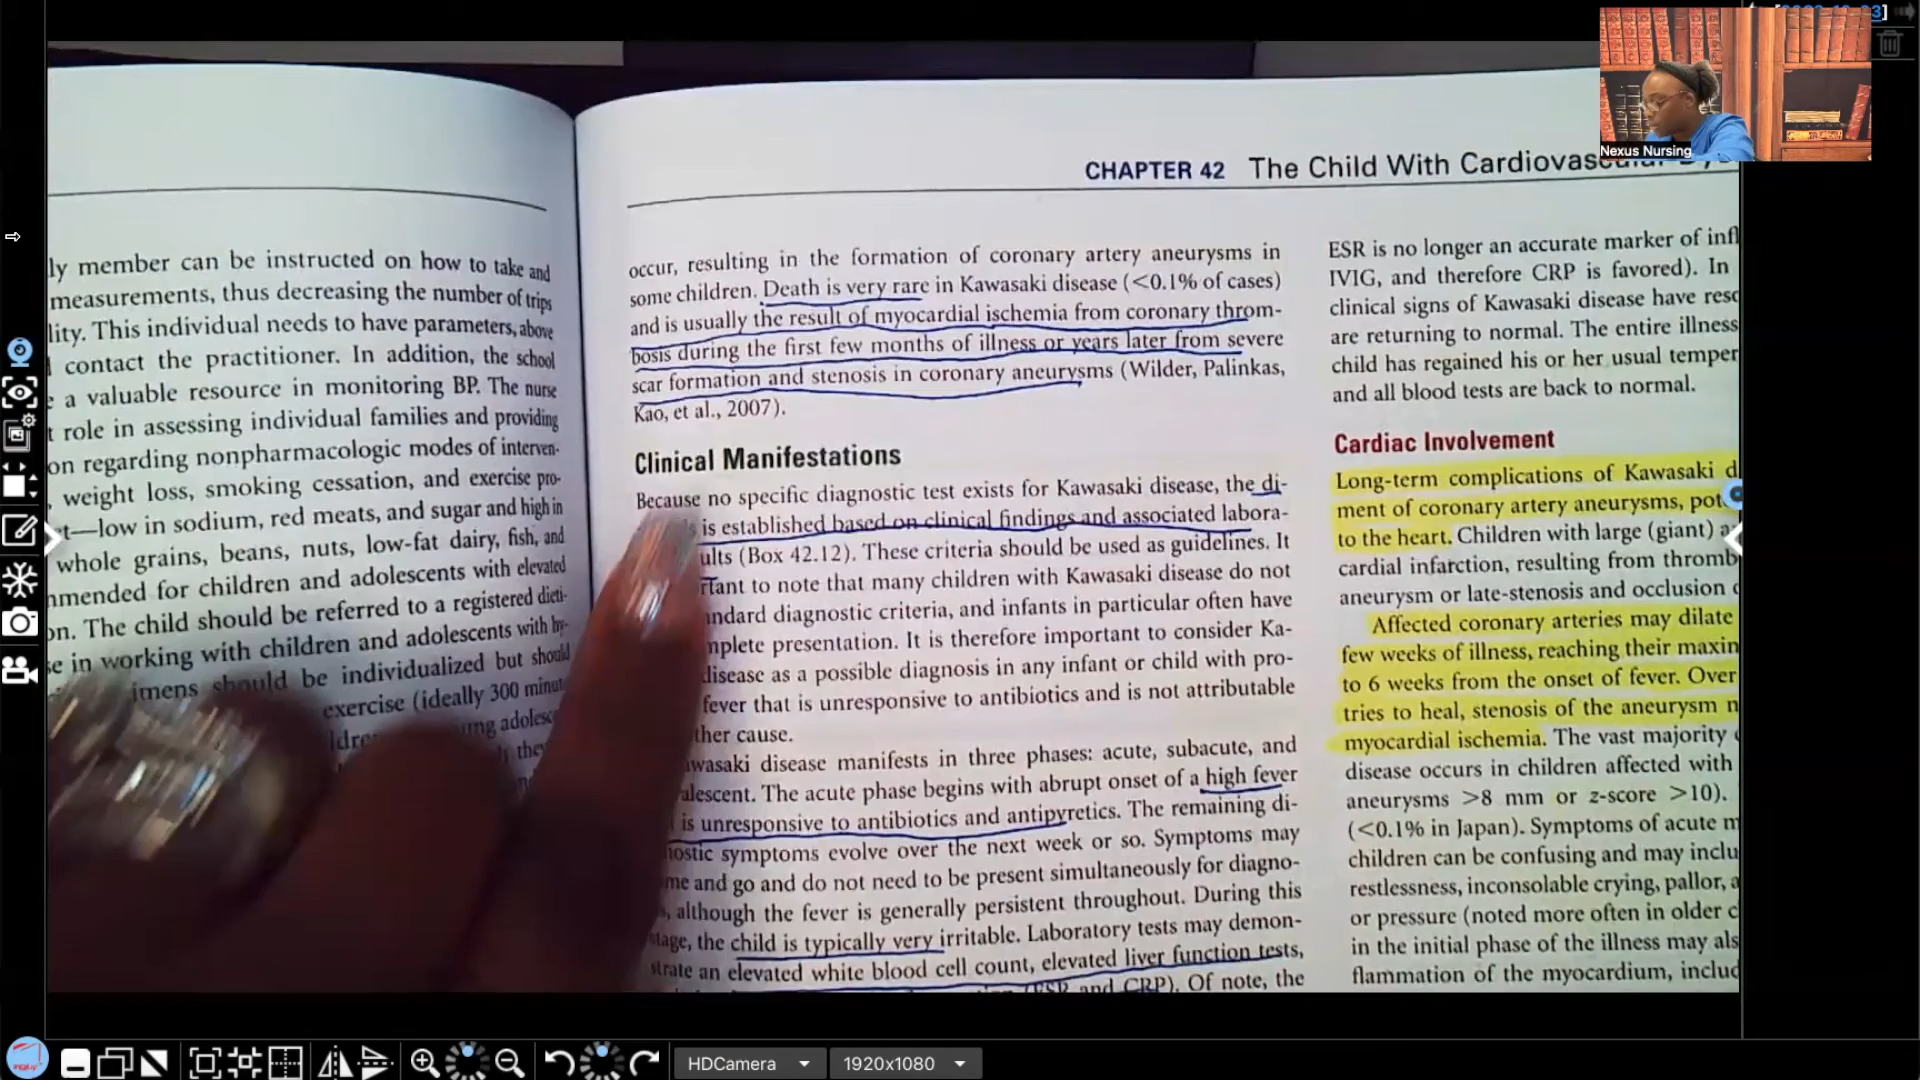 Nexus Nursing
CHAPTER 42 The Child With Cardiovas
ly member can be instructed on how to take and
measurements, thus decreasing the number of trips
lity. This individual needs to have parameters, above
contact the practitioner. In addition, the school
a valuable resource in monitoring BP. The nurse
t role in assessing individual families and providing
on regarding nonpharmacologic modes of interven-
weight loss, smoking cessation, and exercise pro-
t—low in sodium, red meats, and sugar and high in
whole grains, beans, nuts, low-fat dairy, fish, and
mmended for children and adolescents with elevated
on. The child should be referred to a registered dieti-
se in working with children and adolescents with hy-
imens should be individualized but should
exercise (ideally 300 minut
ung adolesc
they
occur, resulting in the formation of coronary artery aneurysms in
some children. Death is very rare in Kawasaki disease (<0.1% of cases)
and is usually the result of myocardial ischemia from coronary throm-
bosis during the first few months of illness or years later from severe
scar formation and stenosis in coronary aneurysms (Wilder, Palinkas,
Kao, et al., 2007).
Clinical Manifestations
Because no specific diagnostic test exists for Kawasaki disease, the di-
is established based on clinical findings and associated labora-
ults (Box 42.12). These criteria should be used as guidelines. It
rtant to note that many children with Kawasaki disease do not
andard diagnostic criteria, and infants in particular often have
mplete presentation. It is therefore important to consider Ka-
disease as a possible diagnosis in any infant or child with pro-
fever that is unresponsive to antibiotics and is not attributable
ther cause.
wasaki disease manifests in three phases: acute, subacute, and
alescent. The acute phase begins with abrupt onset of a high fever
is unresponsive to antibiotics and antipyretics. The remaining di-
nostic symptoms evolve over the next week or so. Symptoms may
me and go and do not need to be present simultaneously for diagno-
, although the fever is generally persistent throughout. During this
tage, the child is typically very irritable. Laboratory tests may demon-
strate an elevated white blood cell count, elevated liver function tests,
(ESR and CRP). Of note, the
ESR is no longer an accurate marker of infl
IVIG, and therefore CRP is favored). In
clinical signs of Kawasaki disease have reso
are returning to normal. The entire illness
child has regained his or her usual temper
and all blood tests are back to normal.
Cardiac Involvement
Long-term complications of Kawasaki d
ment of coronary artery aneurysms, pot
to the heart. Children with large (giant) a
cardial infarction, resulting from thromb
aneurysm or late-stenosis and occlusion o
Affected coronary arteries may dilate
few weeks of illness, reaching their maxin
to 6 weeks from the onset of fever. Over
tries to heal, stenosis of the aneurysm n
myocardial ischemia. The vast majority
disease occurs in children affected with
aneurysms >8 mm or z-score >10).
(<0.1% in Japan). Symptoms of acute m
children can be confusing and may inclu
restlessness, inconsolable crying, pallor, a
or pressure (noted more often in older c
in the initial phase of the illness may als
flammation of the myocardium, includ
HDCamera
1920x1080